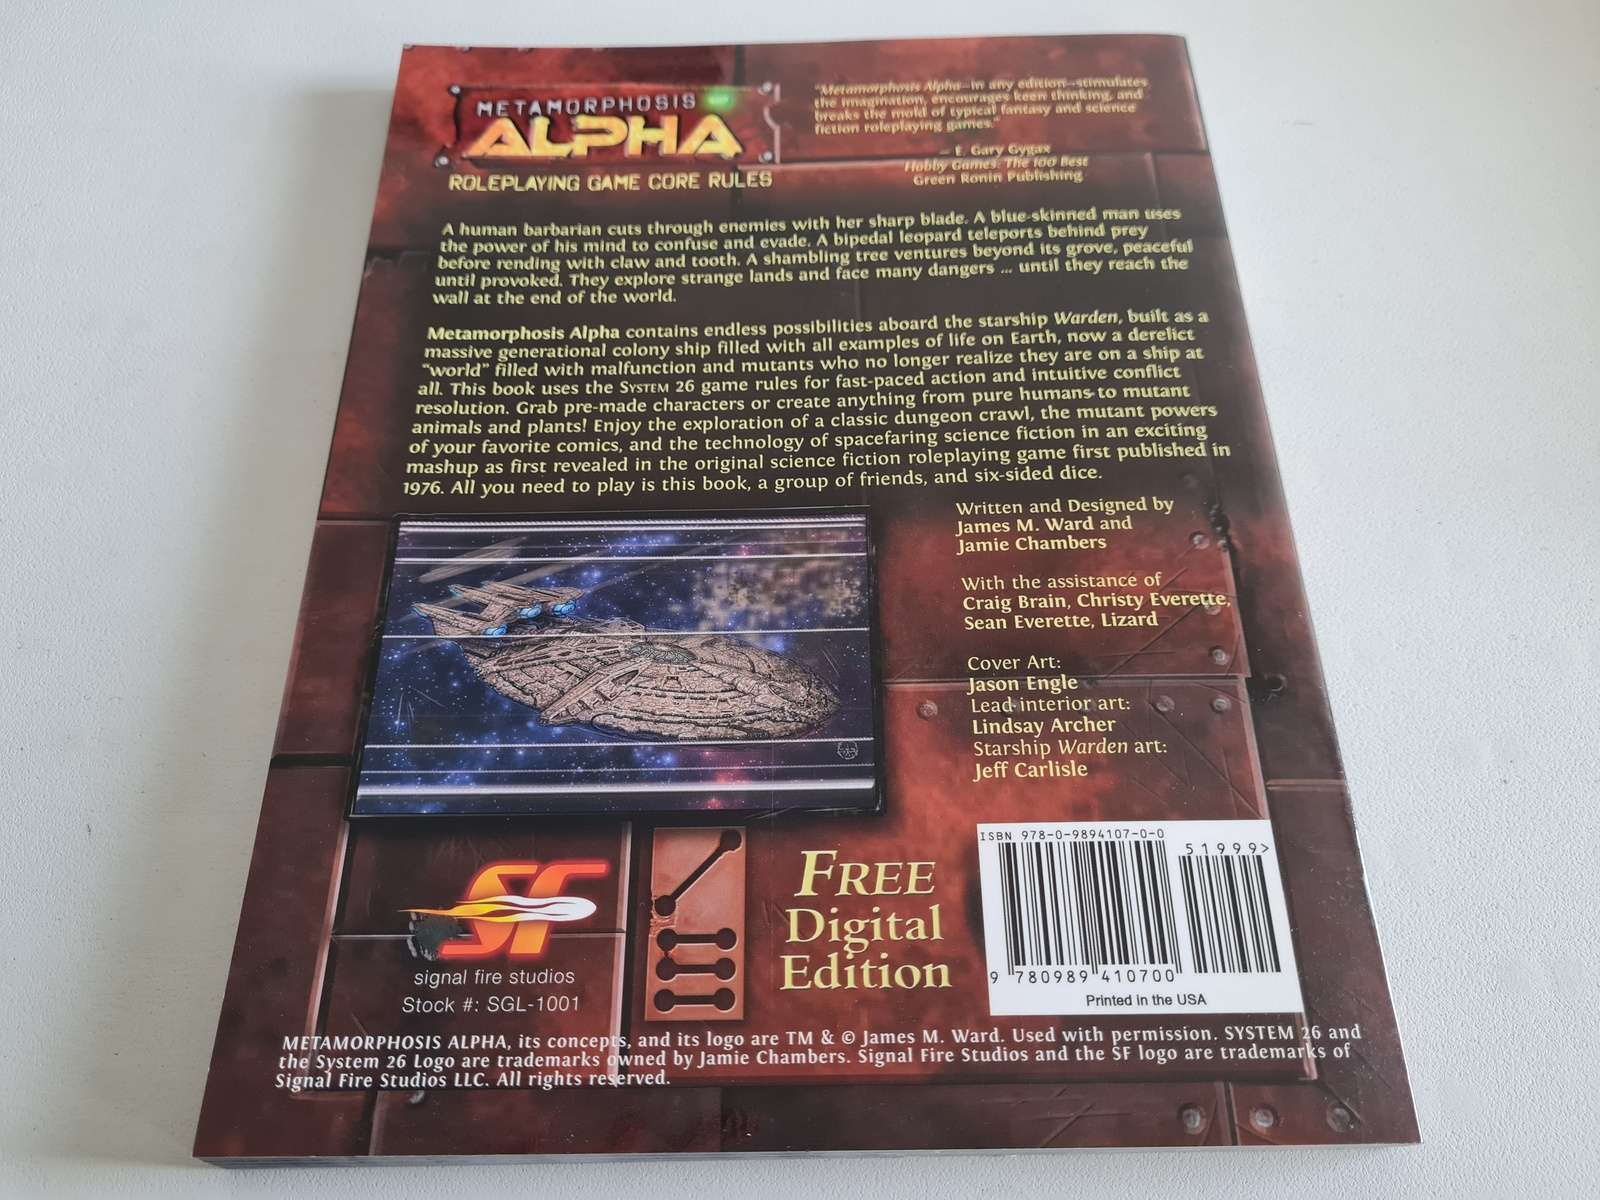 METAMORPHOSIS
ALPHA
ROLEPLAYING GAME CORE RULES
"Metamorphosis Alpha—in any edition—stimulates
the imagination, encourages keen thinking, and
breaks the mold of typical fantasy and science
fiction roleplaying games."
— E. Gary Gygax
Hobby Games: The 100 Best
Green Ronin Publishing
A human barbarian cuts through enemies with her sharp blade. A blue-skinned man uses
the power of his mind to confuse and evade. A bipedal leopard teleports behind prey
before rending with claw and tooth. A shambling tree ventures beyond its grove, peaceful
until provoked. They explore strange lands and face many dangers ... until they reach the
wall at the end of the world.
Metamorphosis Alpha contains endless possibilities aboard the starship Warden, built as a
massive generational colony ship filled with all examples of life on Earth, now a derelict
"world" filled with malfunction and mutants who no longer realize they are on a ship at
all. This book uses the SYSTEM 26 game rules for fast-paced action and intuitive conflict
resolution. Grab pre-made characters or create anything from pure humans to mutant
animals and plants! Enjoy the exploration of a classic dungeon crawl, the mutant powers
of your favorite comics, and the technology of spacefaring science fiction in an exciting
mashup as first revealed in the original science fiction roleplaying game first published in
1976. All you need to play is this book, a group of friends, and six-sided dice.
Written and Designed by
James M. Ward and
Jamie Chambers
With the assistance of
Craig Brain, Christy Everette,
Sean Everette, Lizard
Cover Art:
Jason Engle
Lead interior art:
Lindsay Archer
Starship Warden art:
Jeff Carlisle
SF
signal fire studios
Stock #: SGL-1001
FREE
Digital
Edition
ISBN 978-0-9894107-0-0
51999>
9 780989 410700
Printed in the USA
METAMORPHOSIS ALPHA, its concepts, and its logo are TM & © James M. Ward. Used with permission. SYSTEM 26 and
the System 26 Logo are trademarks owned by Jamie Chambers. Signal Fire Studios and the SF logo are trademarks of
Signal Fire Studios LLC. All rights reserved.